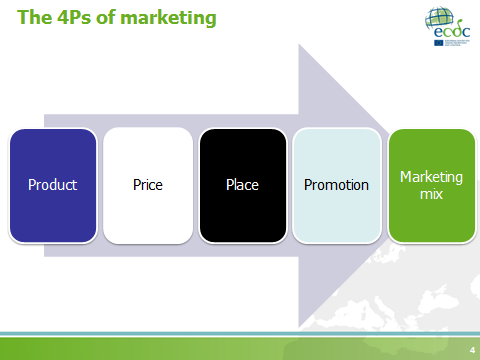 The 4Ps of marketing
ecdc
Product
Price
Place
Promotion
Marketing
mix
4